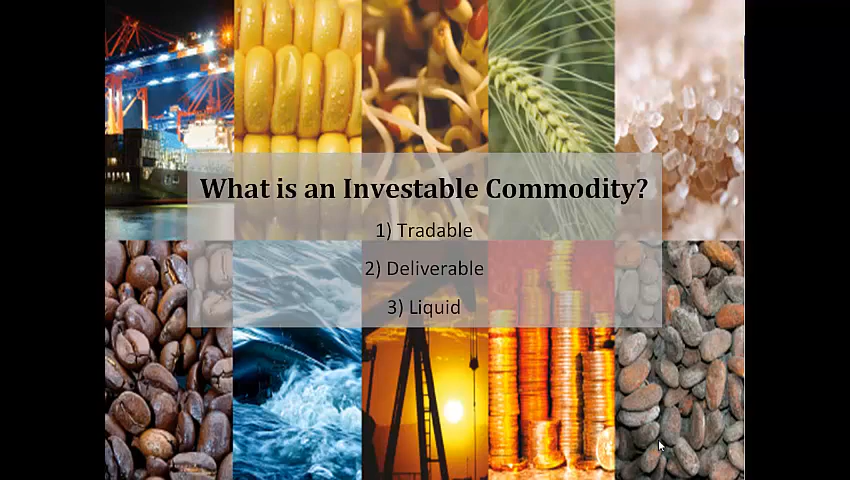 What is an Investable Commodity?
1) Tradable
2) Deliverable
3) Liquid